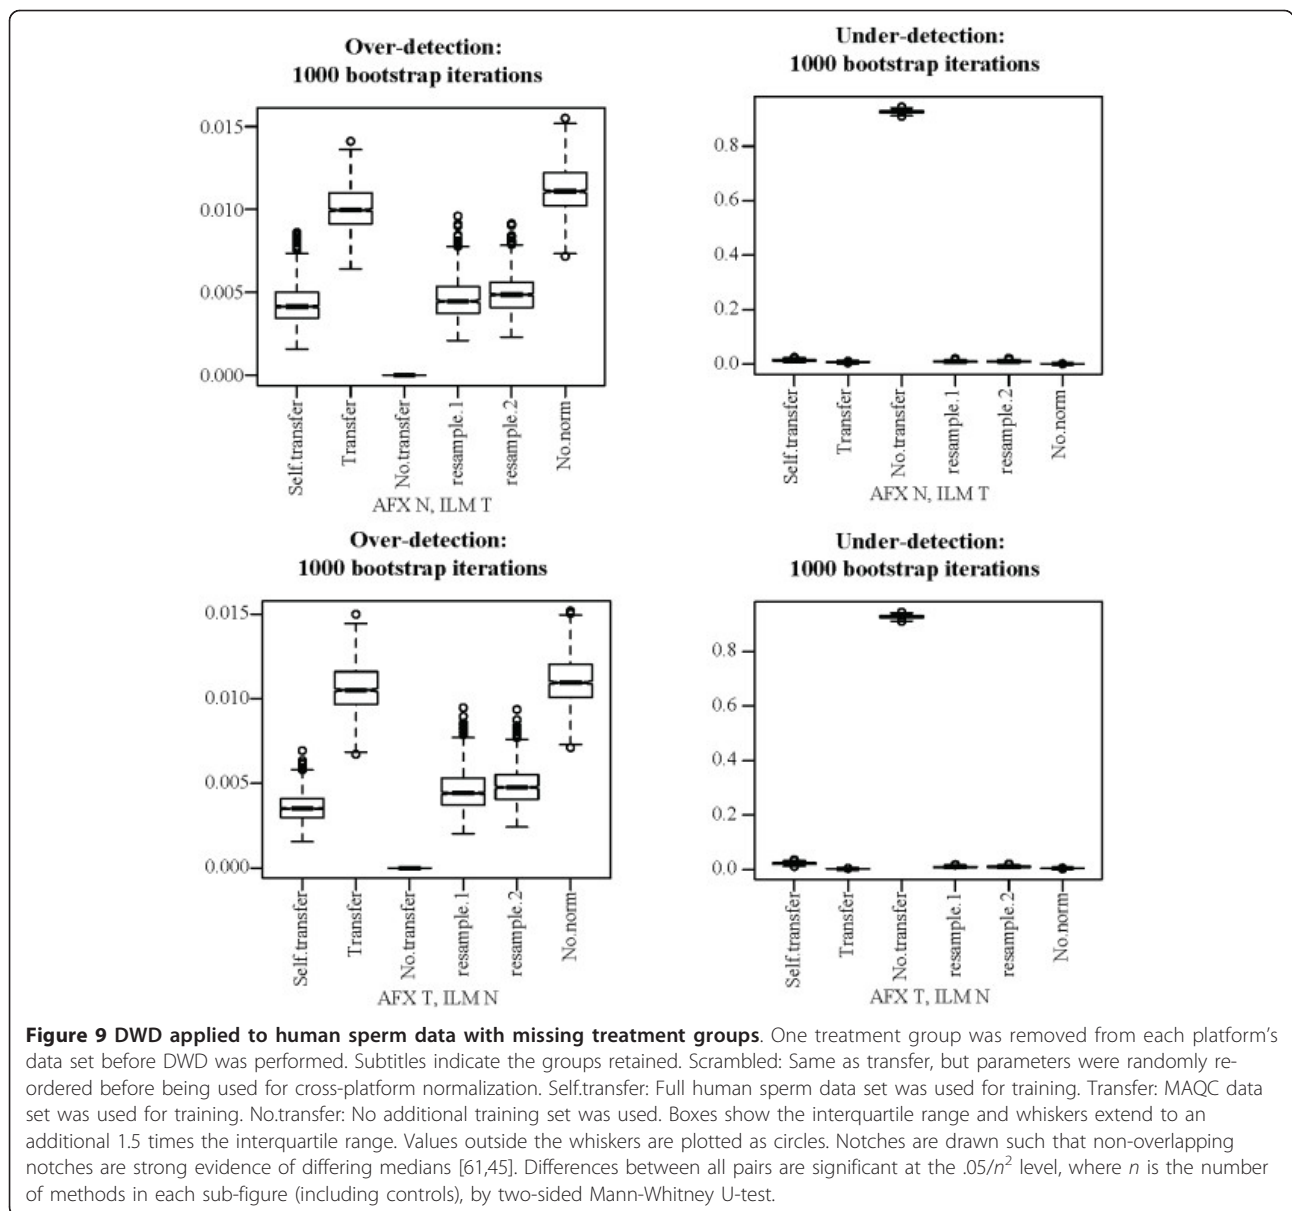 Over-detection:
1000 bootstrap iterations
0.015
0.010
0.005
0.000
Self.transfer
Transfer
No.transfer
resample.1
resample.2
No.norm
AFX N, ILM T
Under-detection:
1000 bootstrap iterations
0.8
0.6
0.4
0.2
0.0
Self.transfer
Transfer
No.transfer
resample.1
resample.2
No.norm
AFX N, ILM T
Over-detection:
1000 bootstrap iterations
0.015
0.010
0.005
0.000
Self.transfer
Transfer
No.transfer
resample.1
resample.2
No.norm
AFX T, ILM N
Under-detection:
1000 bootstrap iterations
0.8
0.6
0.4
0.2
0.0
Self.transfer
Transfer
No.transfer
resample.1
resample.2
No.norm
AFX T, ILM N
Figure 9 DWD applied to human sperm data with missing treatment groups. One treatment group was removed from each platform's
data set before DWD was performed. Subtitles indicate the groups retained. Scrambled: Same as transfer, but parameters were randomly re-
ordered before being used for cross-platform normalization. Self.transfer: Full human sperm data set was used for training. Transfer: MAQC data
set was used for training. No.transfer: No additional training set was used. Boxes show the interquartile range and whiskers extend to an
additional 1.5 times the interquartile range. Values outside the whiskers are plotted as circles. Notches are drawn such that non-overlapping
notches are strong evidence of differing medians [61,45]. Differences between all pairs are significant at the .05/n² level, where n is the number
of methods in each sub-figure (including controls), by two-sided Mann-Whitney U-test.